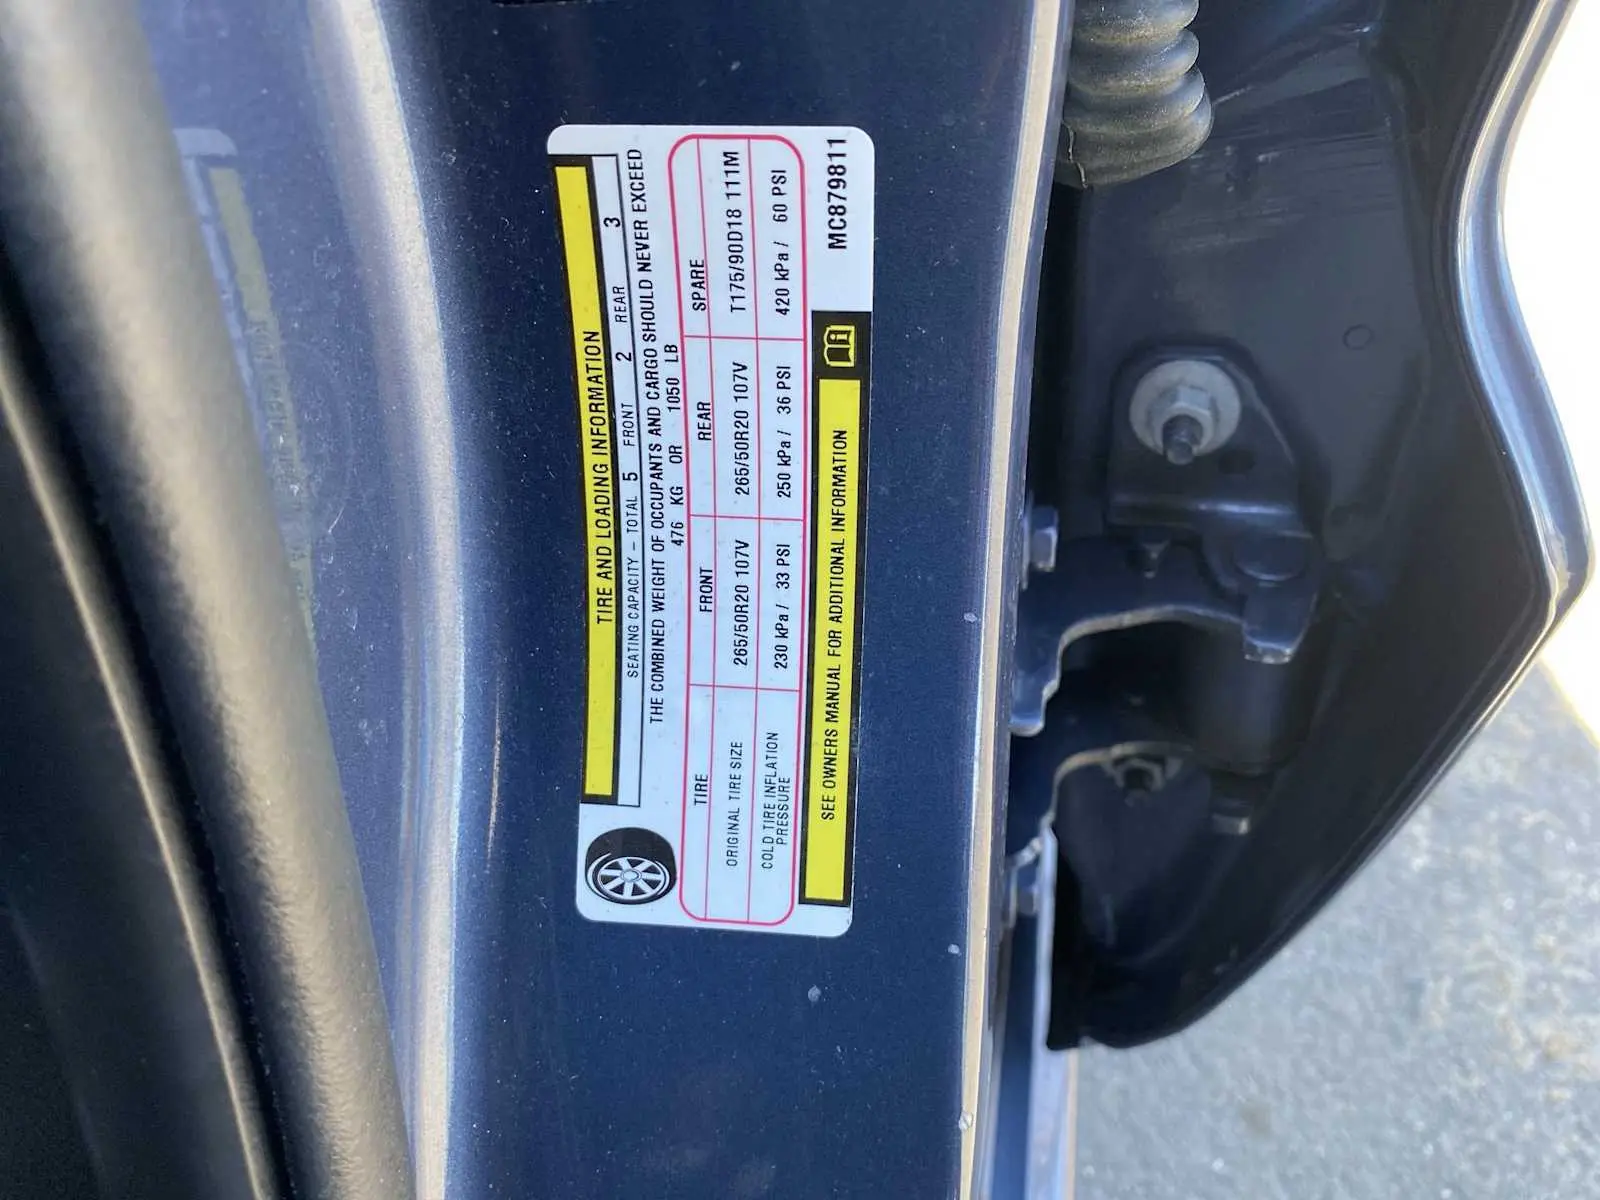 TIRE AND LOADING INFORMATION
SEATING CAPACITY – TOTAL 5 FRONT 2 REAR 3
THE COMBINED WEIGHT OF OCCUPANTS AND CARGO SHOULD NEVER EXCEED
476 KG OR 1050 LB
TIRE FRONT REAR SPARE
ORIGINAL TIRE SIZE 265/50R20 107V 265/50R20 107V T175/90D18 111M
COLD TIRE INFLATION
PRESSURE 230 kPa / 33 PSI 250 kPa / 36 PSI 420 kPa / 60 PSI
SEE OWNERS MANUAL FOR ADDITIONAL INFORMATION
MC879811